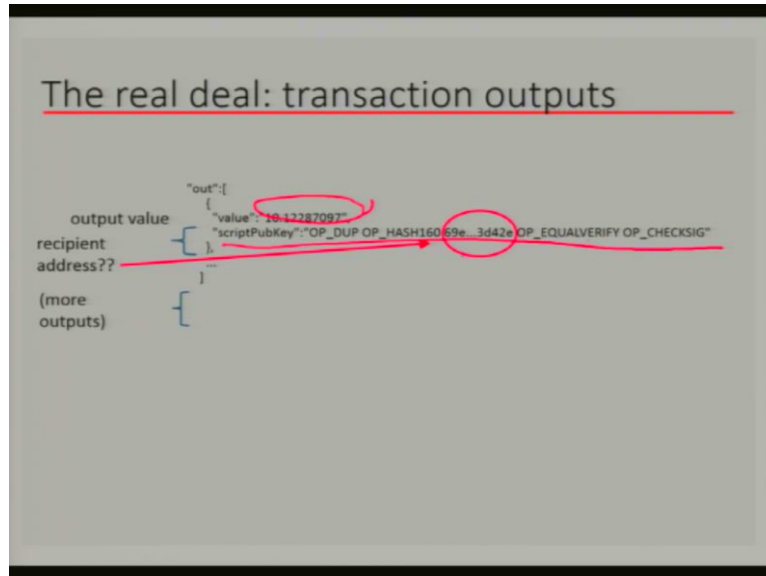 The real deal: transaction outputs
"out":[
{
output value
"value":"10.12287097",
recipient
address??
"scriptPubKey":"OP_DUP OP_HASH160 69e...3d42e OP_EQUALVERIFY OP_CHECKSIG"
},
...
]
(more
outputs)